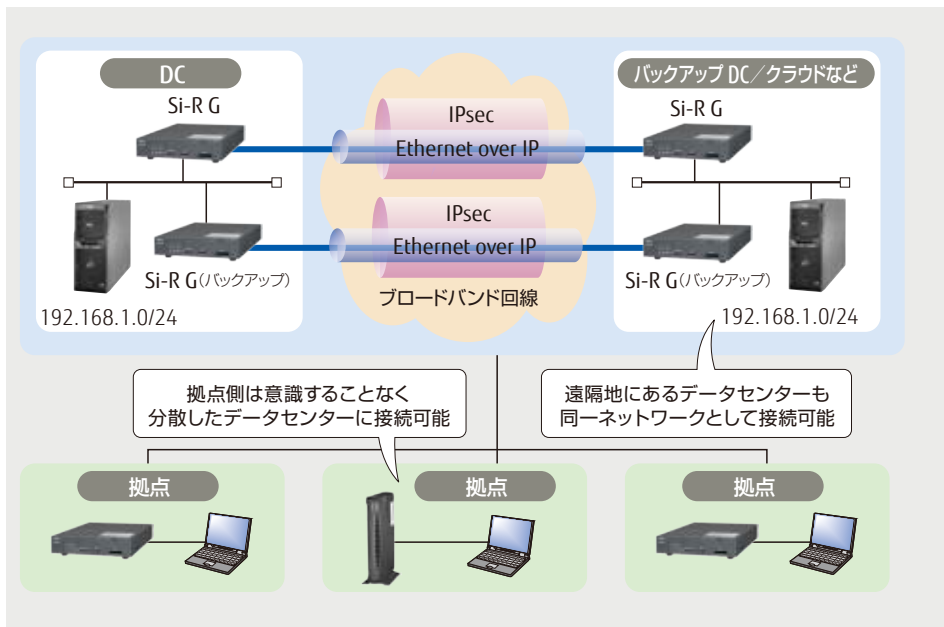 DC
バックアップDC／クラウドなど
Si-R G
Si-R G
IPsec
Ethernet over IP
IPsec
Ethernet over IP
Si-R G（バックアップ）
Si-R G（バックアップ）
ブロードバンド回線
192.168.1.0/24
192.168.1.0/24
拠点側は意識することなく
分散したデータセンターに接続可能
遠隔地にあるデータセンターも
同一ネットワークとして接続可能
拠点
拠点
拠点